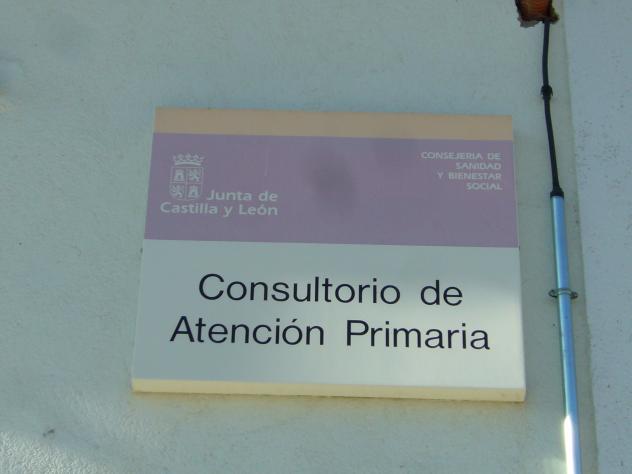 Junta de
Castilla y León
CONSEJERIA DE
SANIDAD
Y BIENESTAR
SOCIAL
Consultorio de
Atención Primaria